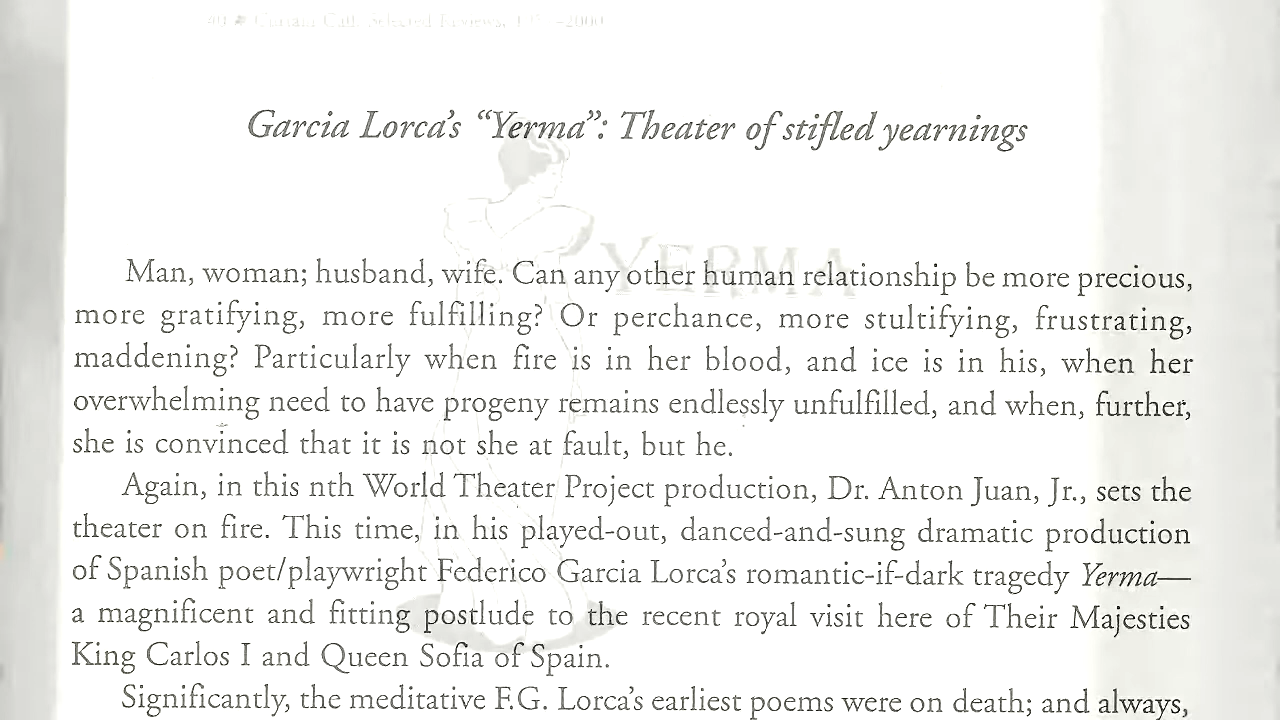 Curtain Call: Selected Reviews, –2000
Garcia Lorca's “Yerma”: Theater of stifled yearnings
YERMA
Man, woman; husband, wife. Can any other human relationship be more precious,
more gratifying, more fulfilling? Or perchance, more stultifying, frustrating,
maddening? Particularly when fire is in her blood, and ice is in his, when her
overwhelming need to have progeny remains endlessly unfulfilled, and when, further,
she is convinced that it is not she at fault, but he.
Again, in this nth World Theater Project production, Dr. Anton Juan, Jr., sets the
theater on fire. This time, in his played-out, danced-and-sung dramatic production
of Spanish poet/playwright Federico Garcia Lorca's romantic-if-dark tragedy Yerma—
a magnificent and fitting postlude to the recent royal visit here of Their Majesties
King Carlos I and Queen Sofia of Spain.
Significantly, the meditative F.G. Lorca's earliest poems were on death; and always,